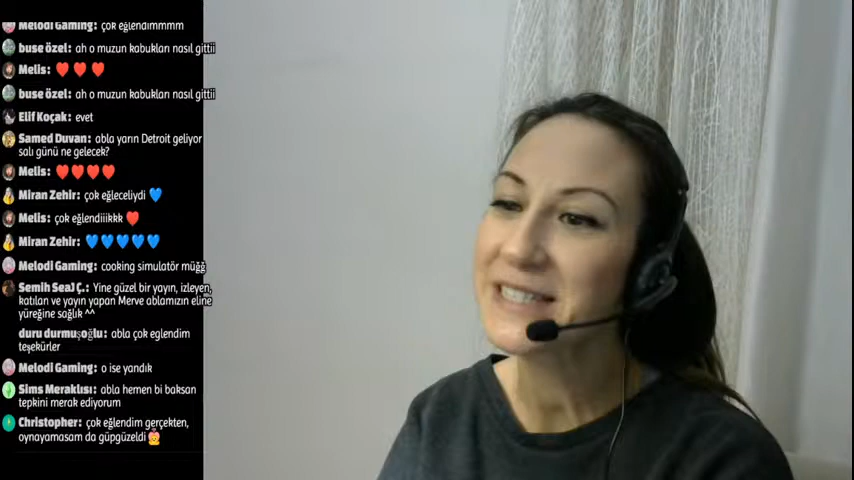 Melodi Gaming: çok eğlendimmmm
buse özel: ah o muzun kabukları nasıl gittii
Melis: ❤️ ❤️ ❤️
buse özel: ah o muzun kabukları nasıl gittii
Elif Koçak: evet
Samed Duvan: abla yarın Detroit geliyor
salı günü ne gelecek?
Melis: ❤️❤️❤️❤️
Miran Zehir: çok eğleceliydi 💙
Melis: çok eğlendiiikkk ❤️
Miran Zehir: 💙💙💙💙💙
Melodi Gaming: cooking simulatör müğğ
Semih SeaJ Ç.: Yine güzel bir yayın, izleyen,
katılan ve yayın yapan Merve ablamızın eline
yüreğine sağlık ^^
duru durmuşoğlu: abla çok eglendim
teşekürler
Melodi Gaming: o ise yandık
Sims Meraklısı: abla hemen bi baksan
tepkini merak ediyorum
Christopher: çok eğlendim gerçekten,
oynayamasam da güpgüzeldi